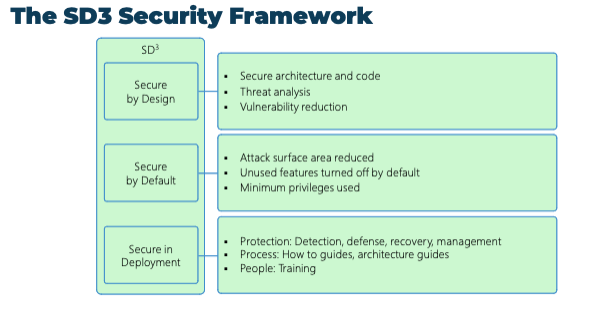 The SD3 Security Framework
SD³
Secure
by Design
• Secure architecture and code
• Threat analysis
• Vulnerability reduction
Secure
by Default
• Attack surface area reduced
• Unused features turned off by default
• Minimum privileges used
Secure in
Deployment
• Protection: Detection, defense, recovery, management
• Process: How to guides, architecture guides
• People: Training